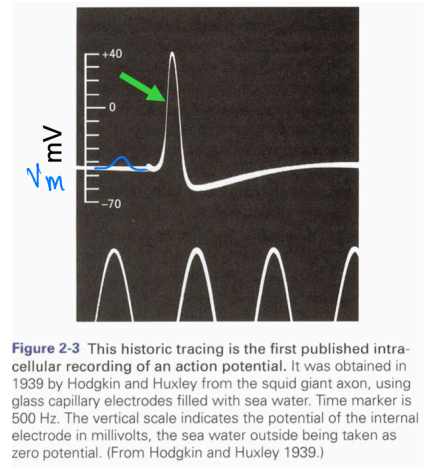 +40
0
-70
mV
Vm
Figure 2-3 This historic tracing is the first published intra-
cellular recording of an action potential. It was obtained in
1939 by Hodgkin and Huxley from the squid giant axon, using
glass capillary electrodes filled with sea water. Time marker is
500 Hz. The vertical scale indicates the potential of the internal
electrode in millivolts, the sea water outside being taken as
zero potential. (From Hodgkin and Huxley 1939.)